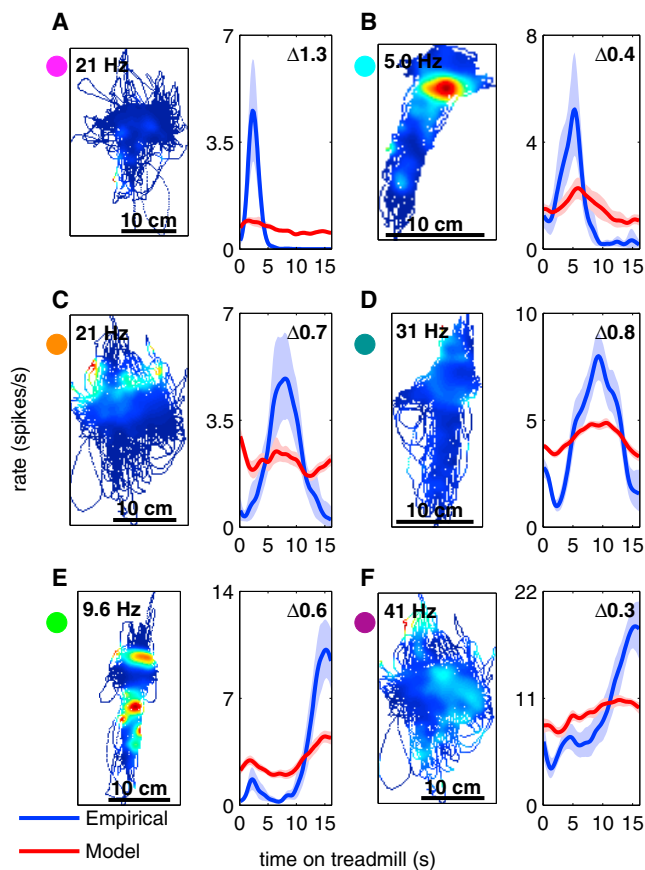 A
21 Hz
10 cm
7
3.5
0
Δ1.3
0 5 10 15
B
5.0 Hz
10 cm
8
6
4
2
0
Δ0.4
0 5 10 15
C
21 Hz
10 cm
7
3.5
0
Δ0.7
0 5 10 15
D
31 Hz
10 cm
10
5
0
Δ0.8
0 5 10 15
rate (spikes/s)
E
9.6 Hz
10 cm
14
7
0
Δ0.6
0 5 10 15
F
41 Hz
10 cm
22
11
0
Δ0.3
0 5 10 15
Empirical
Model
time on treadmill (s)